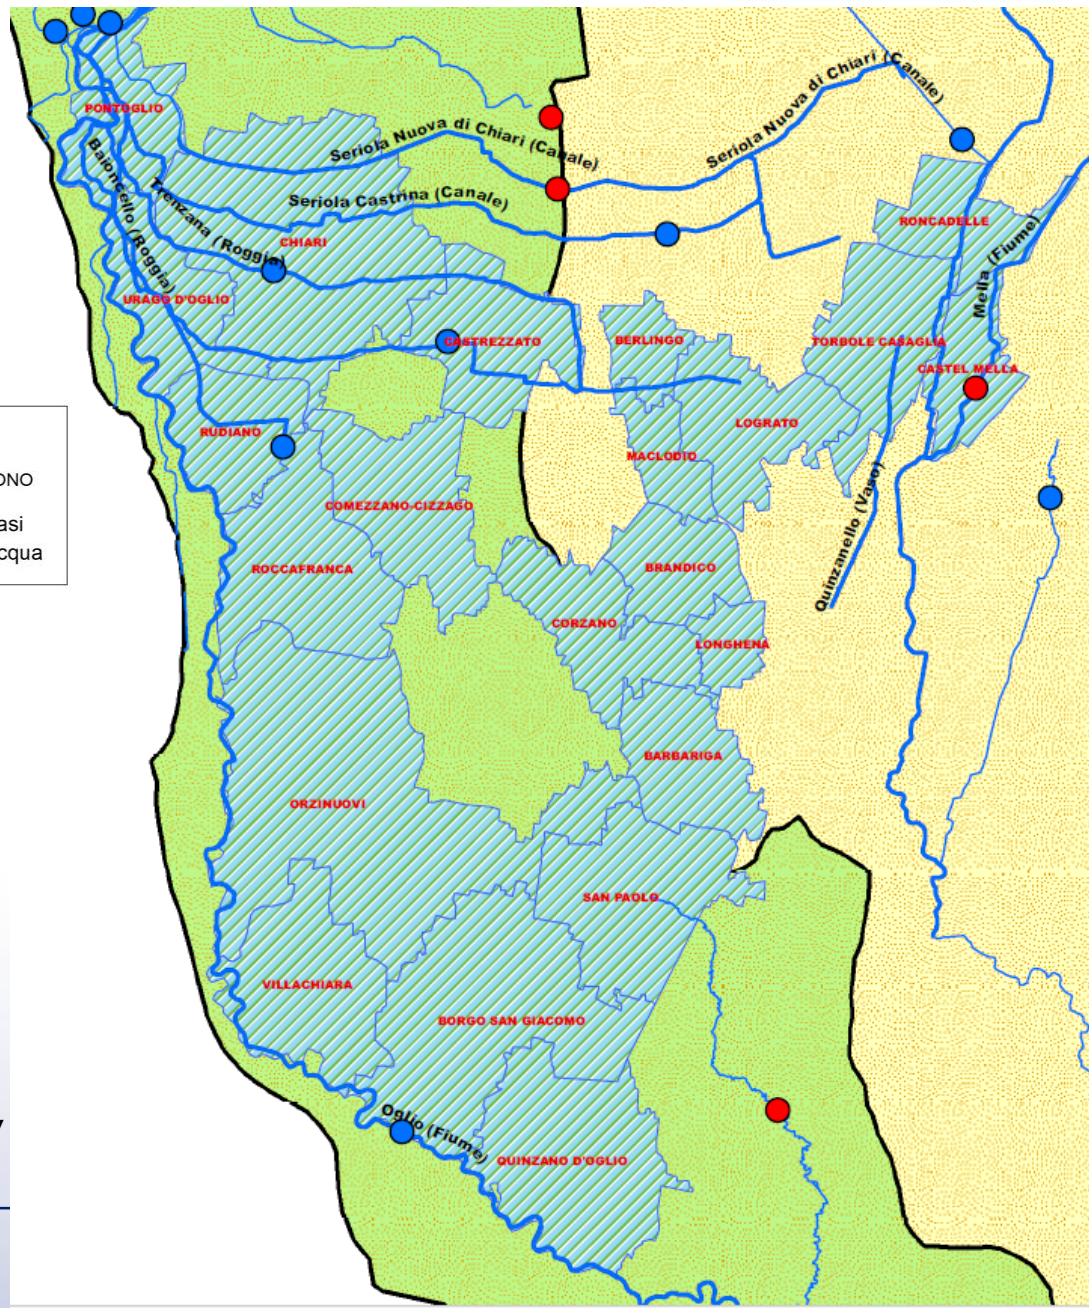 PONTOGLIO
Seriola Nuova di Chiari (Canale)
Seriola Nuova di Chiari (Canale)
Baioncello (Roggia)
Trenzana (Roggia)
Seriola Castrina (Canale)
CHIARI
RONCADELLE
Mella (Fiume)
URAGO D'OGLIO
CASTREZZATO
BERLINGO
TORBOLE CASAGLIA
CASTEL MELLA
RUDIANO
LOGRATO
MACLODIO
ONO
asi
cqua
COMEZZANO-CIZZAGO
Quinzanello (Vaso)
ROCCAFRANCA
BRANDICO
CORZANO
LONGHENA
BARBARIGA
ORZINUOVI
SAN PAOLO
VILLACHIARA
BORGO SAN GIACOMO
Oglio (Fiume)
QUINZANO D'OGLIO